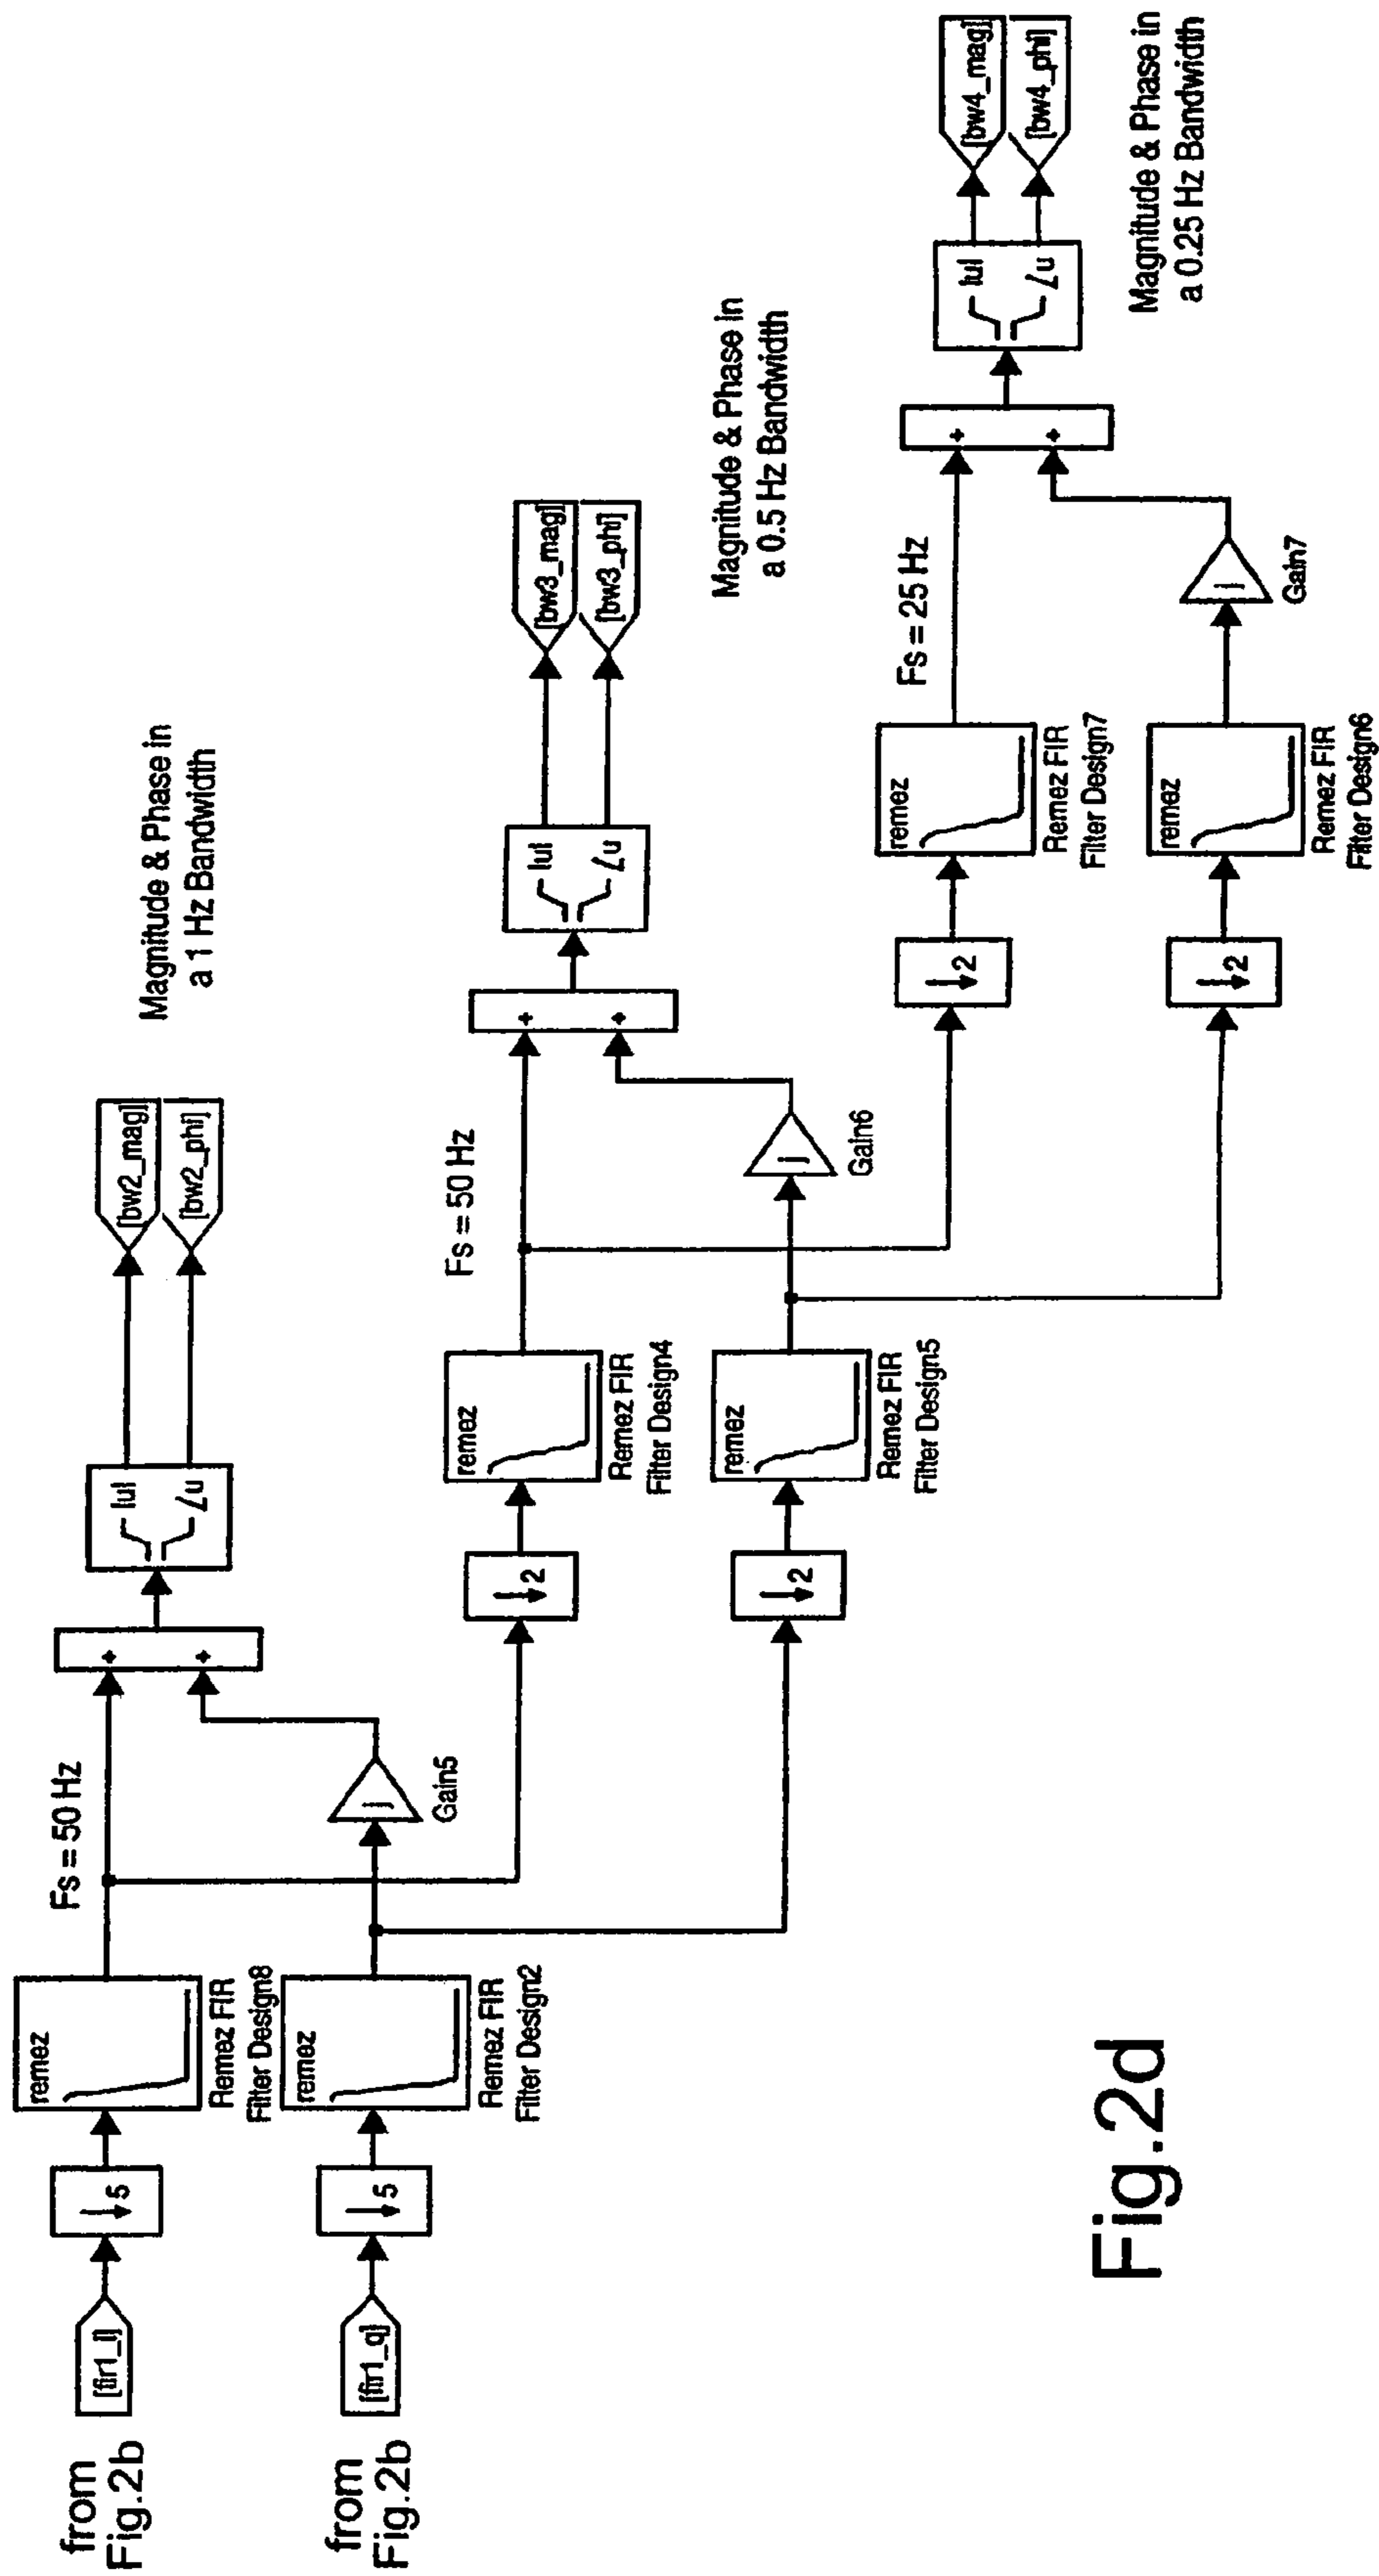 from
Fig.2b
[fir1_i]
↓5
remez
Remez FIR
Filter Design8
Fs = 50 Hz
+
+
|u|
∠u
[bw2_mag]
[bw2_phi]
Magnitude & Phase in
a 1 Hz Bandwidth
from
Fig.2b
[fir1_q]
↓5
remez
Remez FIR
Filter Design2
j
Gain5
↓2
remez
Remez FIR
Filter Design4
Fs = 50 Hz
+
+
|u|
∠u
[bw3_mag]
[bw3_phi]
Magnitude & Phase in
a 0.5 Hz Bandwidth
↓2
remez
Remez FIR
Filter Design5
j
Gain6
↓2
remez
Remez FIR
Filter Design7
Fs = 25 Hz
+
+
|u|
∠u
[bw4_mag]
[bw4_phi]
Magnitude & Phase in
a 0.25 Hz Bandwidth
↓2
remez
Remez FIR
Filter Design6
j
Gain7
Fig.2d